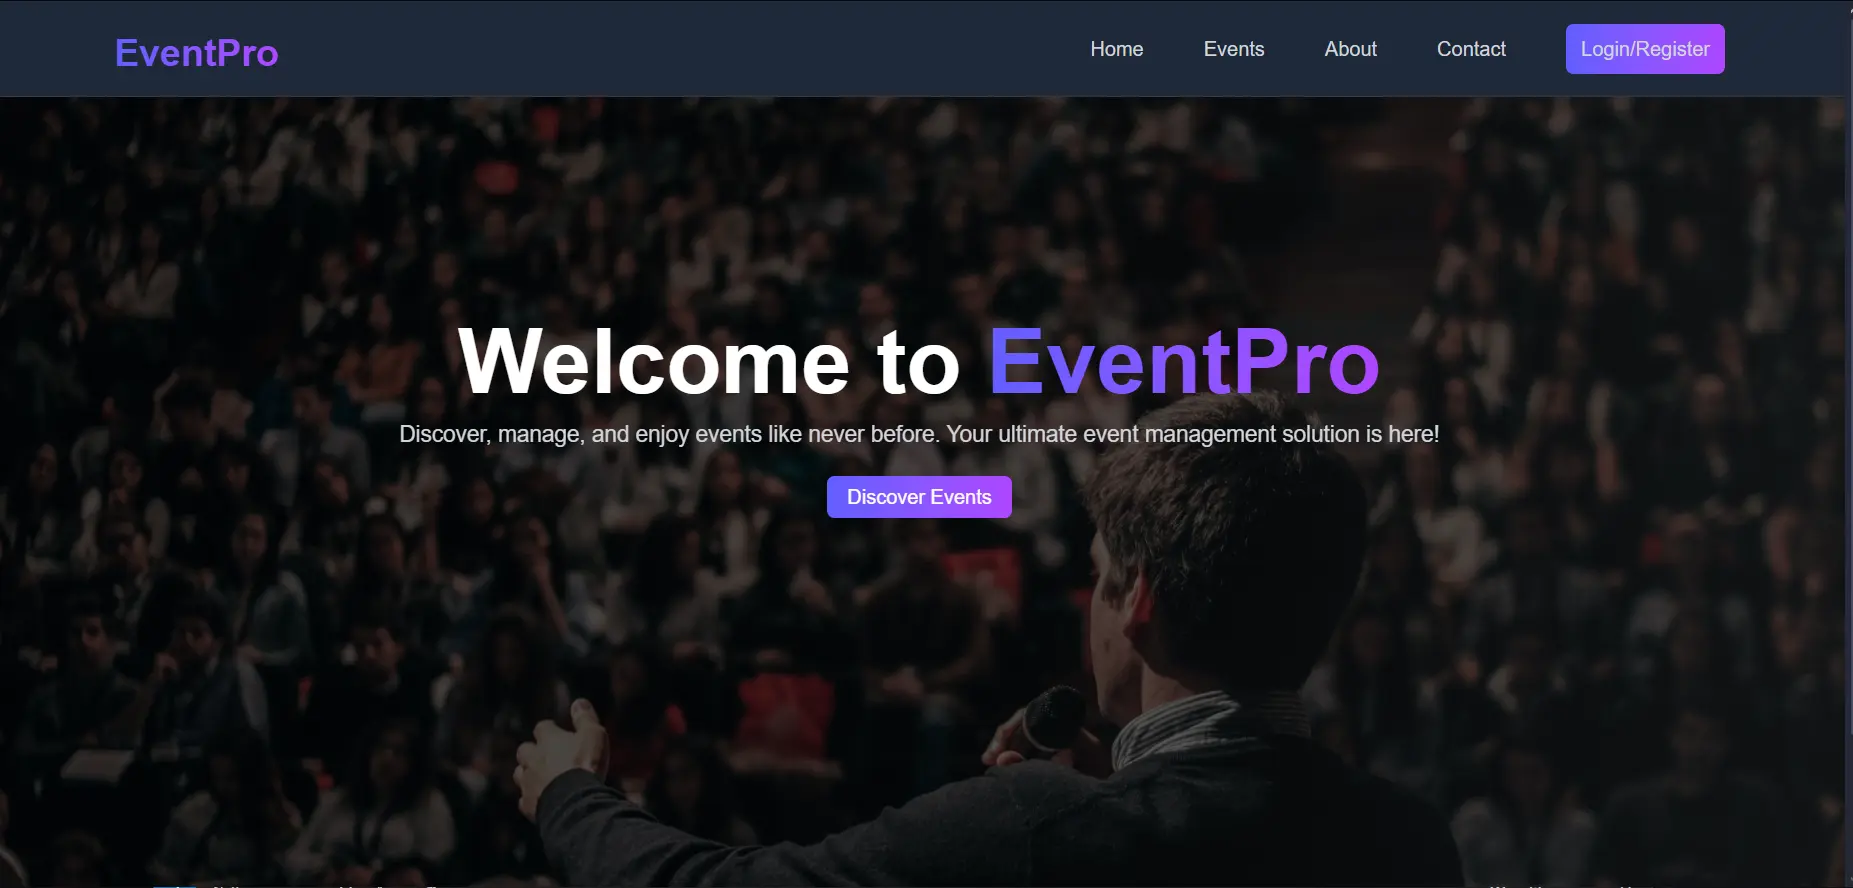 EventPro
Home
Events
About
Contact
Login/Register
Welcome to EventPro
Discover, manage, and enjoy events like never before. Your ultimate event management solution is here!
Discover Events